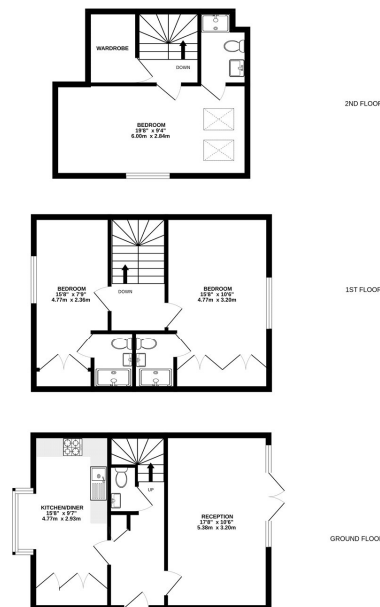 WARDROBE
DOWN
BEDROOM
19'8" x 9'4"
6.00m x 2.84m
2ND FLOOR
BEDROOM
15'8" x 7'9"
4.77m x 2.36m
DOWN
BEDROOM
15'8" x 10'6"
4.77m x 3.20m
1ST FLOOR
KITCHEN/DINER
15'8" x 9'7"
4.77m x 2.93m
UP
RECEPTION
17'8" x 10'6"
5.38m x 3.20m
GROUND FLOOR